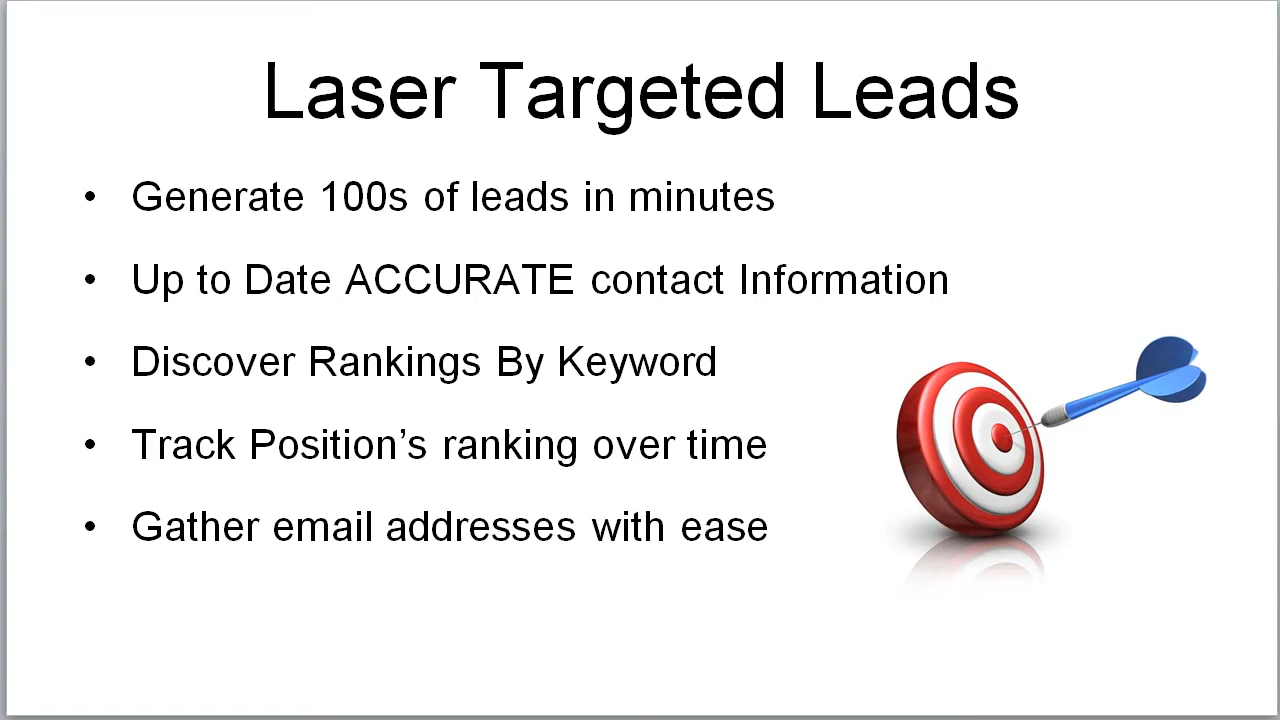 Laser Targeted Leads
• Generate 100s of leads in minutes
• Up to Date ACCURATE contact Information
• Discover Rankings By Keyword
• Track Position’s ranking over time
• Gather email addresses with ease